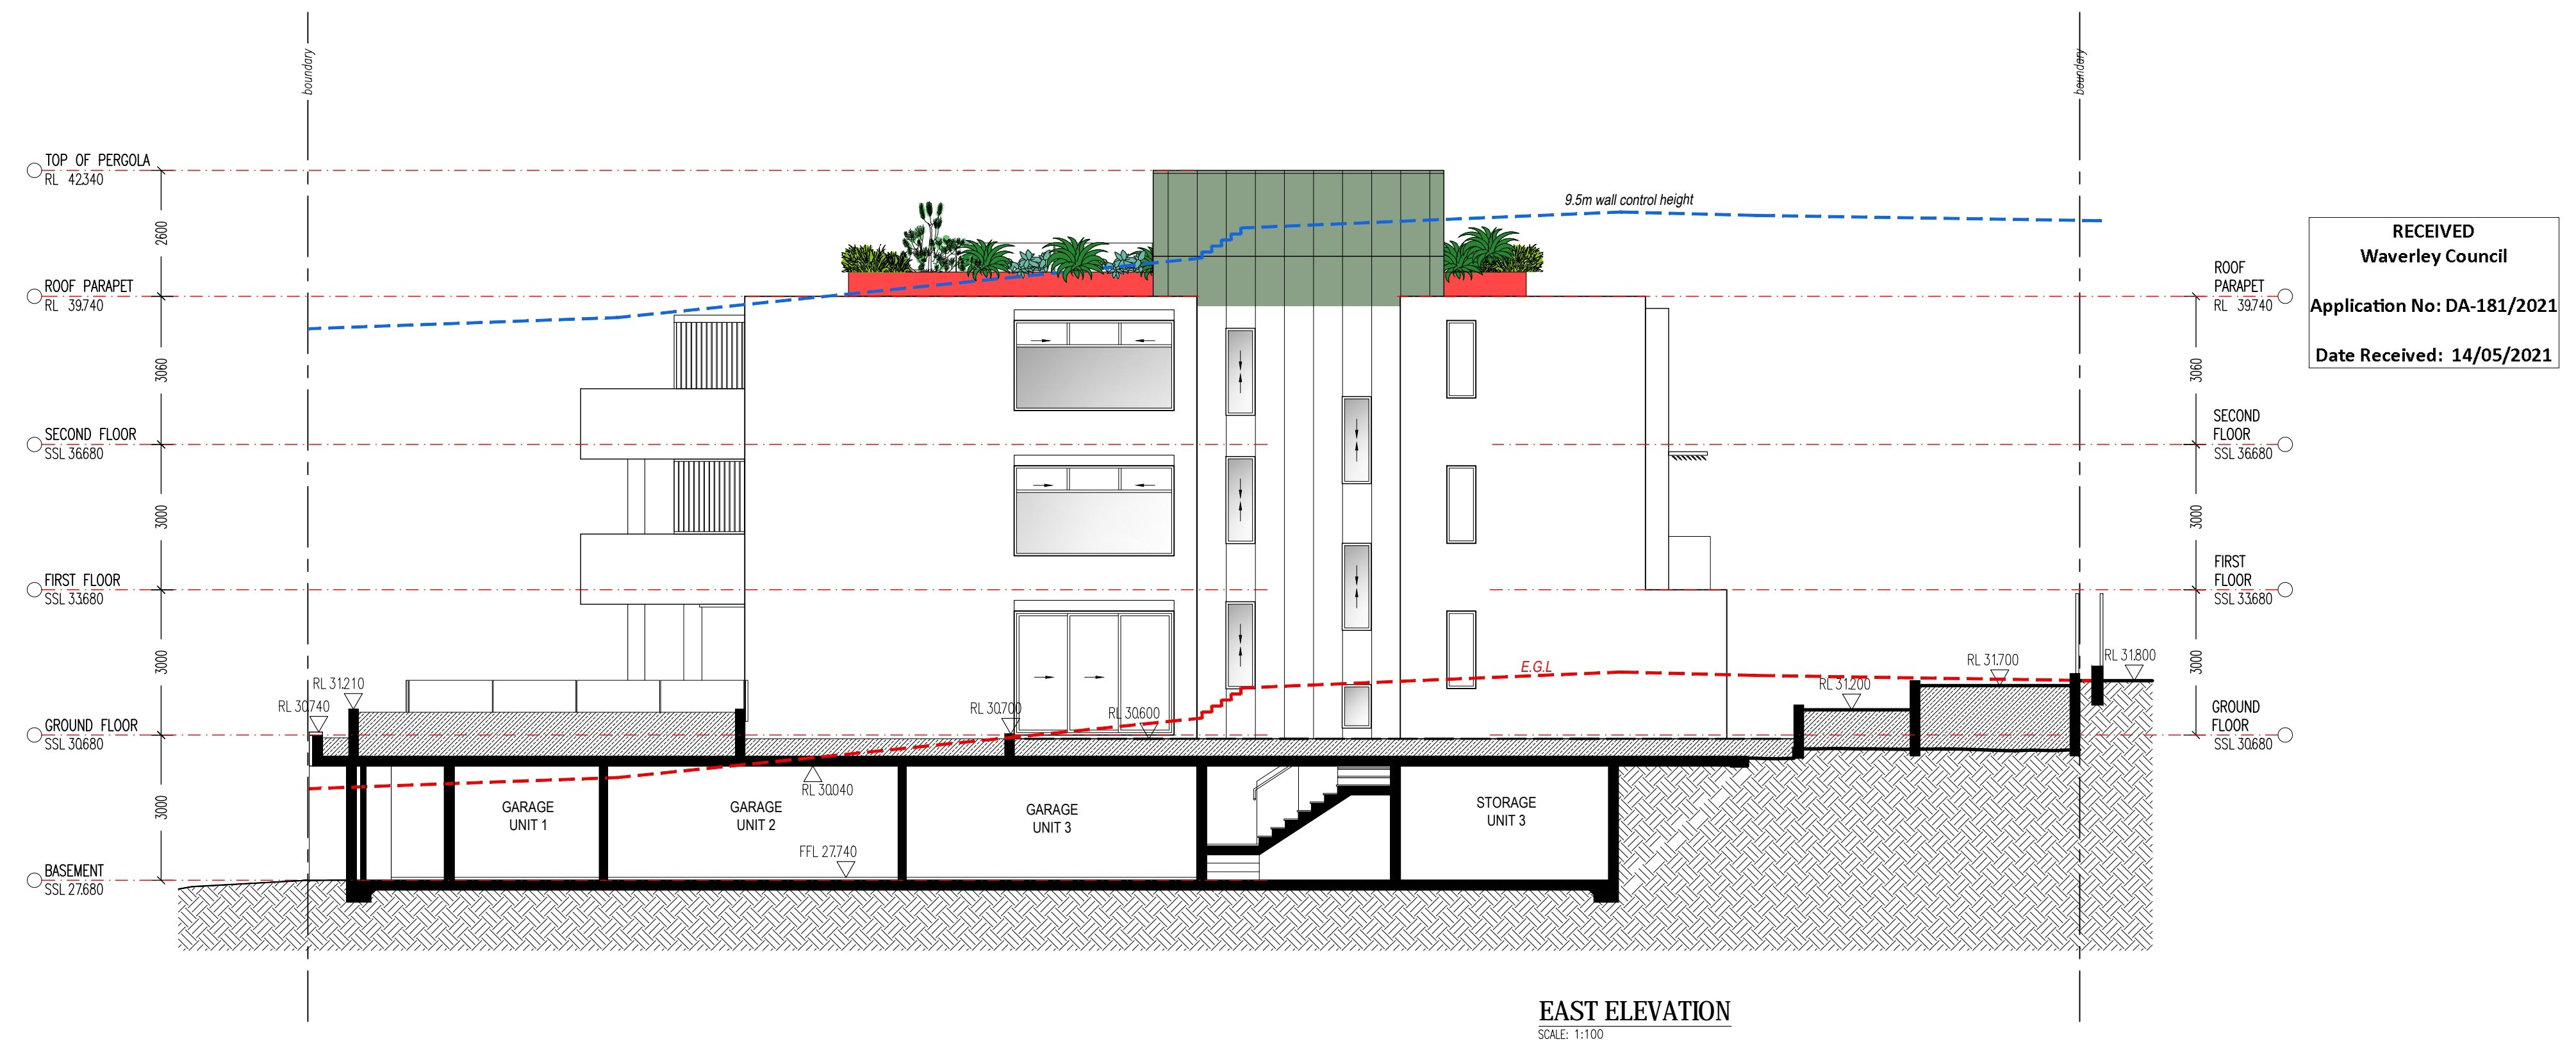 boundary
boundary
TOP OF PERGOLA
RL 42.340
2600
ROOF PARAPET
RL 39.740
3060
SECOND FLOOR
SSL 36.680
3000
FIRST FLOOR
SSL 33.680
3000
GROUND FLOOR
SSL 30.680
3000
BASEMENT
SSL 27.680
9.5m wall control height
E.G.L
RL 31.210
RL 30.740
RL 30.700
RL 30.600
RL 31.200
RL 31.700
RL 31.800
RL 30.040
FFL 27.740
GARAGE
UNIT 1
GARAGE
UNIT 2
GARAGE
UNIT 3
STORAGE
UNIT 3
ROOF
PARAPET
RL 39.740
3060
SECOND
FLOOR
SSL 36.680
3000
FIRST
FLOOR
SSL 33.680
3000
GROUND
FLOOR
SSL 30.680
RECEIVED
Waverley Council
Application No: DA-181/2021
Date Received: 14/05/2021
EAST ELEVATION
SCALE: 1:100